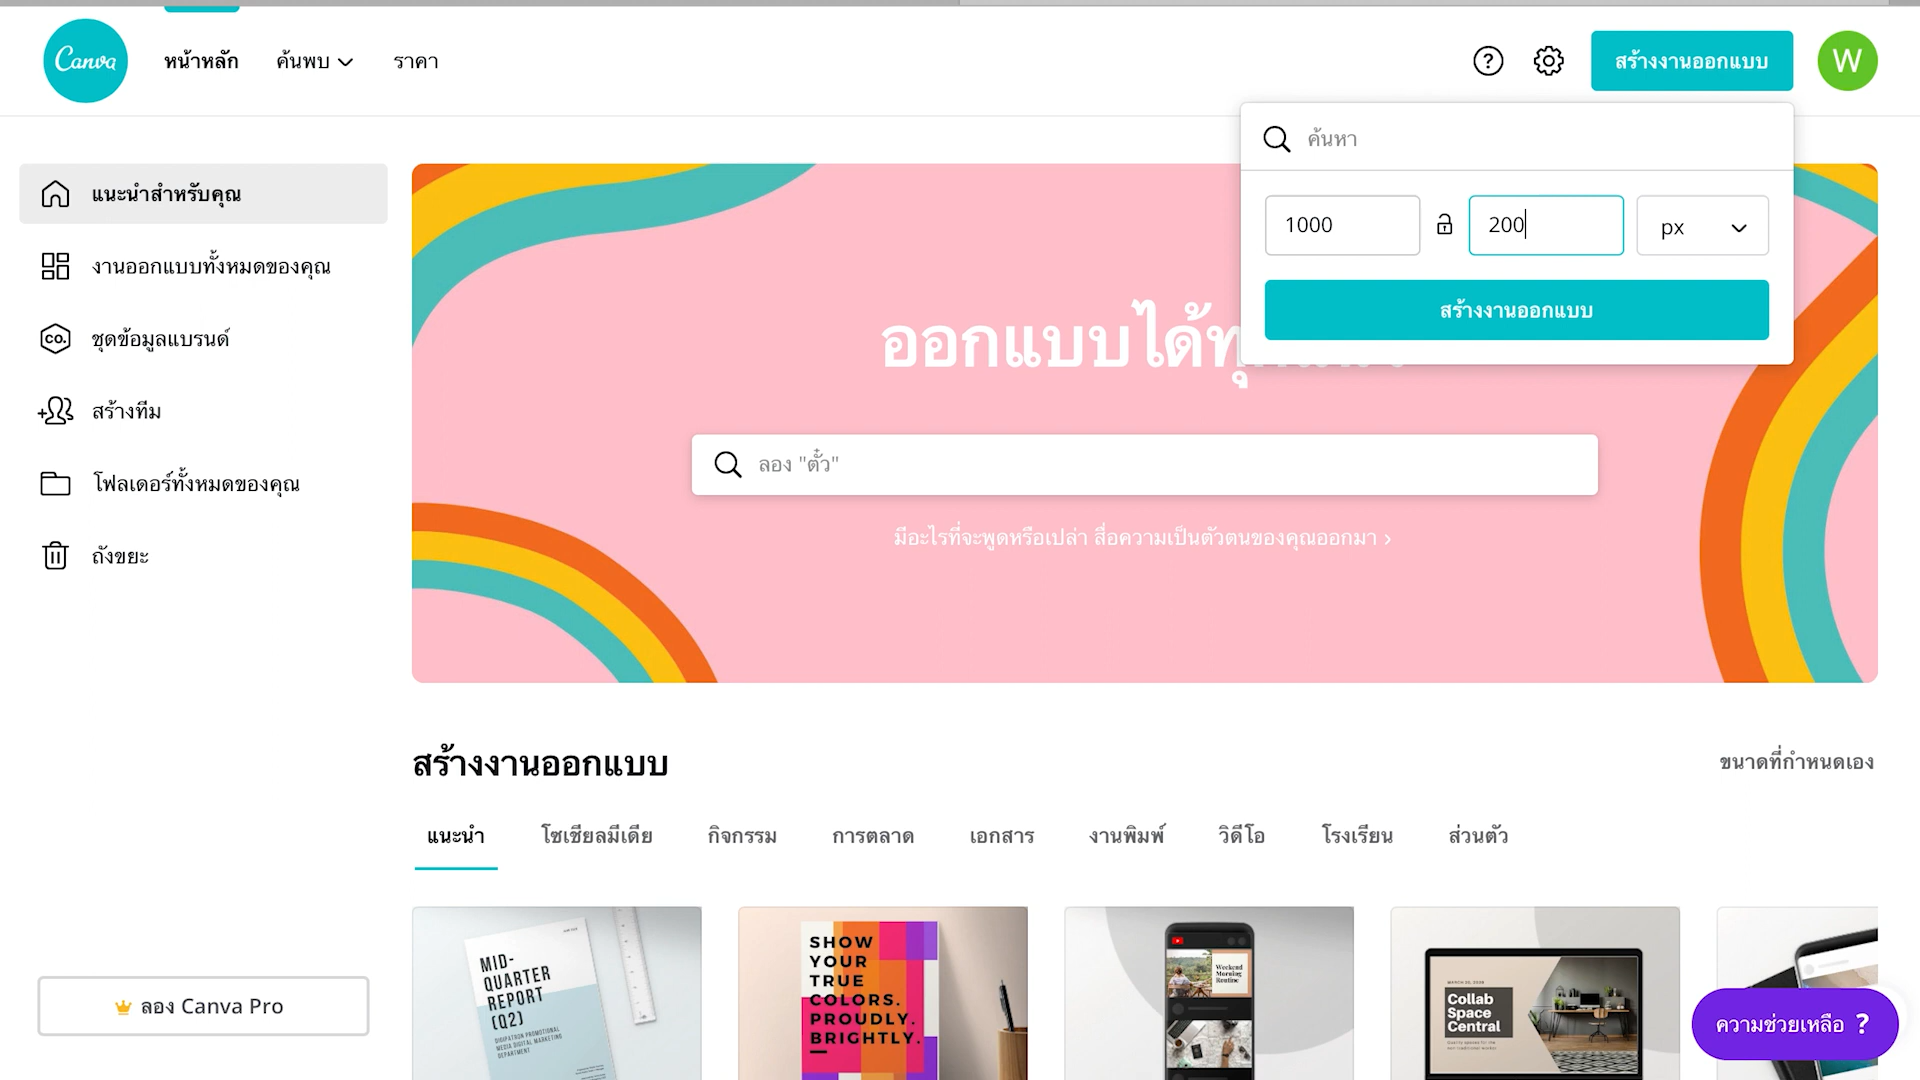 Canva
หน้าหลัก
ค้นพบ
ราคา
?
สร้างงานออกแบบ
W
ค้นหา
1000
200
px
สร้างงานออกแบบ
แนะนำสำหรับคุณ
งานออกแบบทั้งหมดของคุณ
CO.
ชุดข้อมูลแบรนด์
สร้างทีม
โฟลเดอร์ทั้งหมดของคุณ
ถังขยะ
ออกแบบได้ทุ
ลอง "ตั๋ว"
มีอะไรที่จะพูดหรือเปล่า สื่อความเป็นตัวตนของคุณออกมา ›
สร้างงานออกแบบ
ขนาดที่กำหนดเอง
แนะนำ
โซเชียลมีเดีย
กิจกรรม
การตลาด
เอกสาร
งานพิมพ์
วิดีโอ
โรงเรียน
ส่วนตัว
MID-
QUARTER
REPORT
(Q2)
DIGIPATRON PROMOTIONAL
MEDIA DIGITAL MARKETING
DEPARTMENT
SHOW
YOUR
TRUE
COLORS.
PROUDLY.
BRIGHTLY.
Weekend
Morning
Routine
Collab
Space
Central
ลอง Canva Pro
ความช่วยเหลือ ?